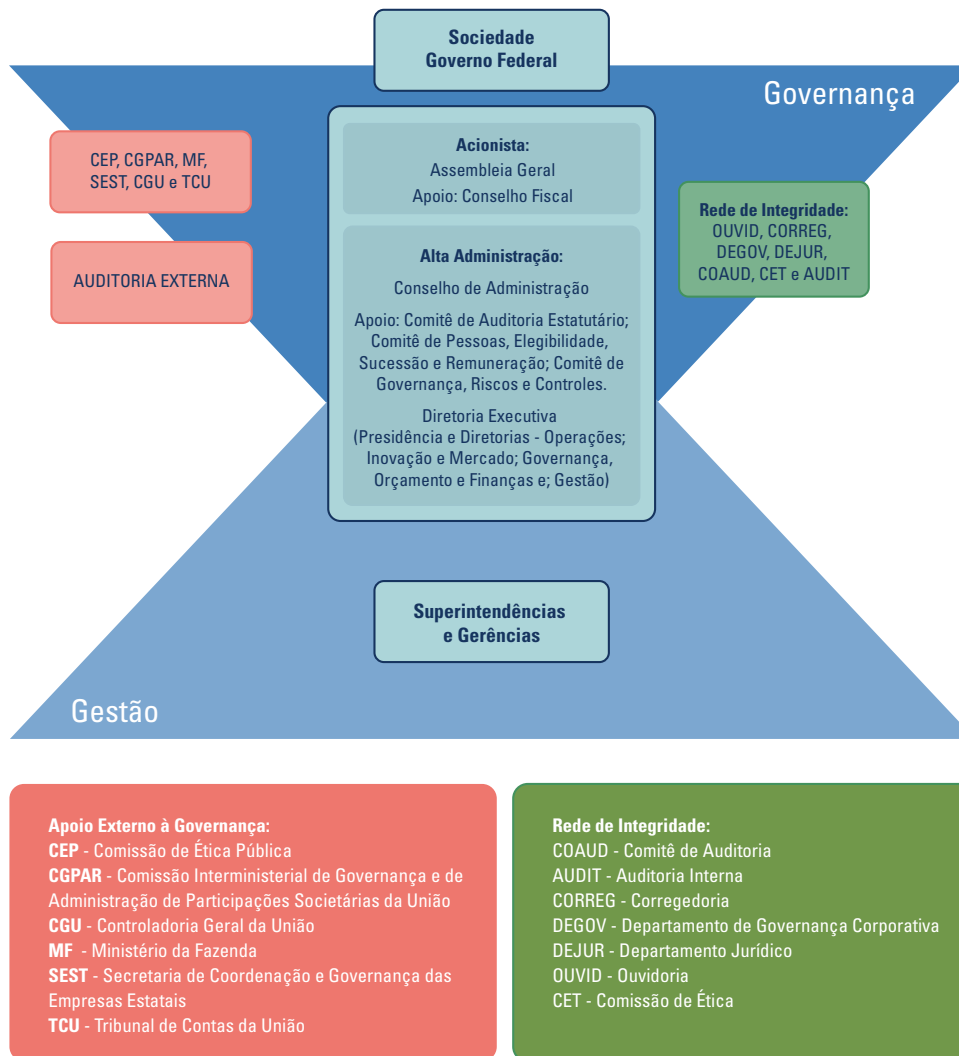 Sociedade
Governo Federal
Governança
CEP, CGPAR, MF,
SEST, CGU e TCU
AUDITORIA EXTERNA
Acionista:
Assembleia Geral
Apoio: Conselho Fiscal
Alta Administração:
Conselho de Administração
Apoio: Comitê de Auditoria Estatutário;
Comitê de Pessoas, Elegibilidade,
Sucessão e Remuneração; Comitê de
Governança, Riscos e Controles.
Diretoria Executiva
(Presidência e Diretorias - Operações;
Inovação e Mercado; Governança,
Orçamento e Finanças e; Gestão)
Rede de Integridade:
OUVID, CORREG,
DEGOV, DEJUR,
COAUD, CET e AUDIT
Superintendências
e Gerências
Gestão
Apoio Externo à Governança:
CEP - Comissão de Ética Pública
CGPAR - Comissão Interministerial de Governança e de
Administração de Participações Societárias da União
CGU - Controladoria Geral da União
MF - Ministério da Fazenda
SEST - Secretaria de Coordenação e Governança das
Empresas Estatais
TCU - Tribunal de Contas da União
Rede de Integridade:
COAUD - Comitê de Auditoria
AUDIT - Auditoria Interna
CORREG - Corregedoria
DEGOV - Departamento de Governança Corporativa
DEJUR - Departamento Jurídico
OUVID - Ouvidoria
CET - Comissão de Ética